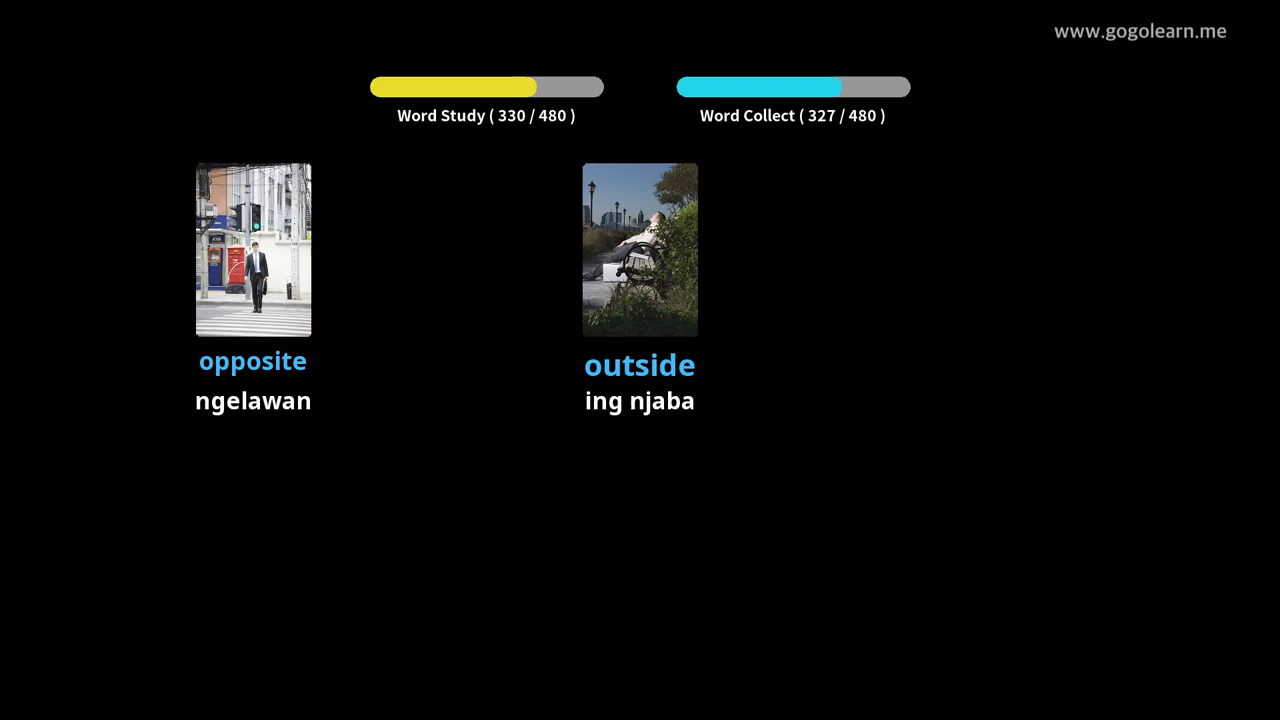 www.gogolearn.me
Word Study ( 330 / 480 )
Word Collect ( 327 / 480 )
opposite
ngelawan
outside
ing njaba